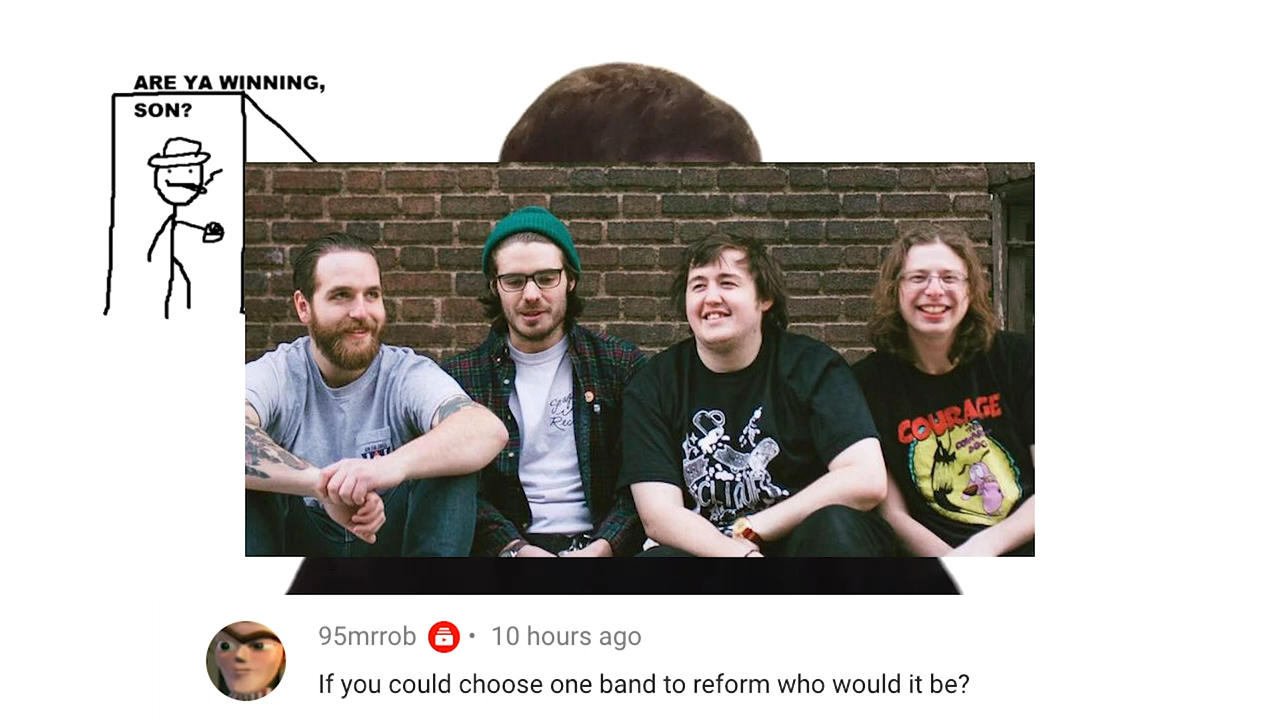 ARE YA WINNING,
SON?
COURAGE
95mrrob • 10 hours ago
If you could choose one band to reform who would it be?